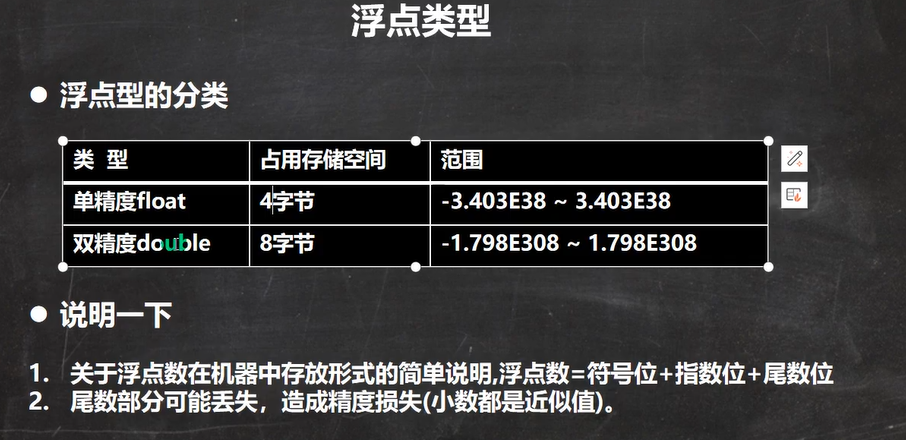 浮点类型
● 浮点型的分类
类 型 占用存储空间 范围
单精度float 4字节 -3.403E38 ~ 3.403E38
双精度double 8字节 -1.798E308 ~ 1.798E308
● 说明一下
1. 关于浮点数在机器中存放形式的简单说明,浮点数=符号位+指数位+尾数位
2. 尾数部分可能丢失，造成精度损失(小数都是近似值)。